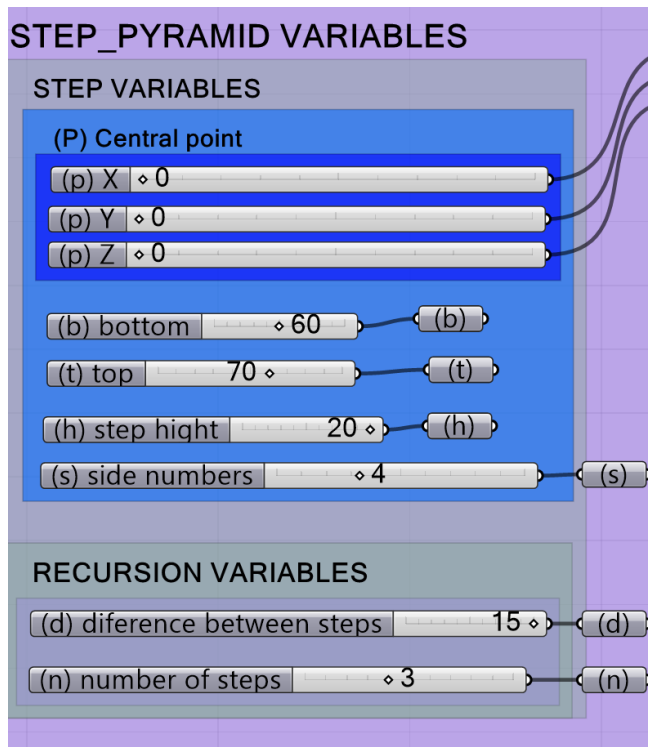 STEP_PYRAMID VARIABLES
STEP VARIABLES
(P) Central point
(p) X 0
(p) Y 0
(p) Z 0
(b) bottom 60 (b)
(t) top 70 (t)
(h) step hight 20 (h)
(s) side numbers 4 (s)
RECURSION VARIABLES
(d) diference between steps 15 (d)
(n) number of steps 3 (n)